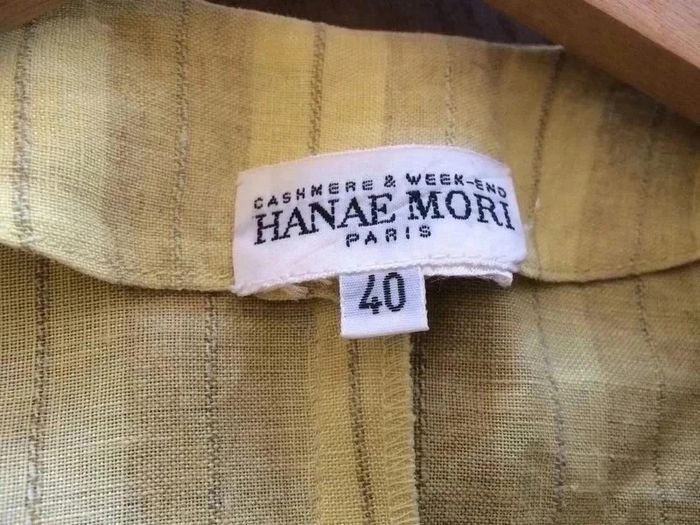 CASHMERE & WEEK-END
HANAE MORI
PARIS
40